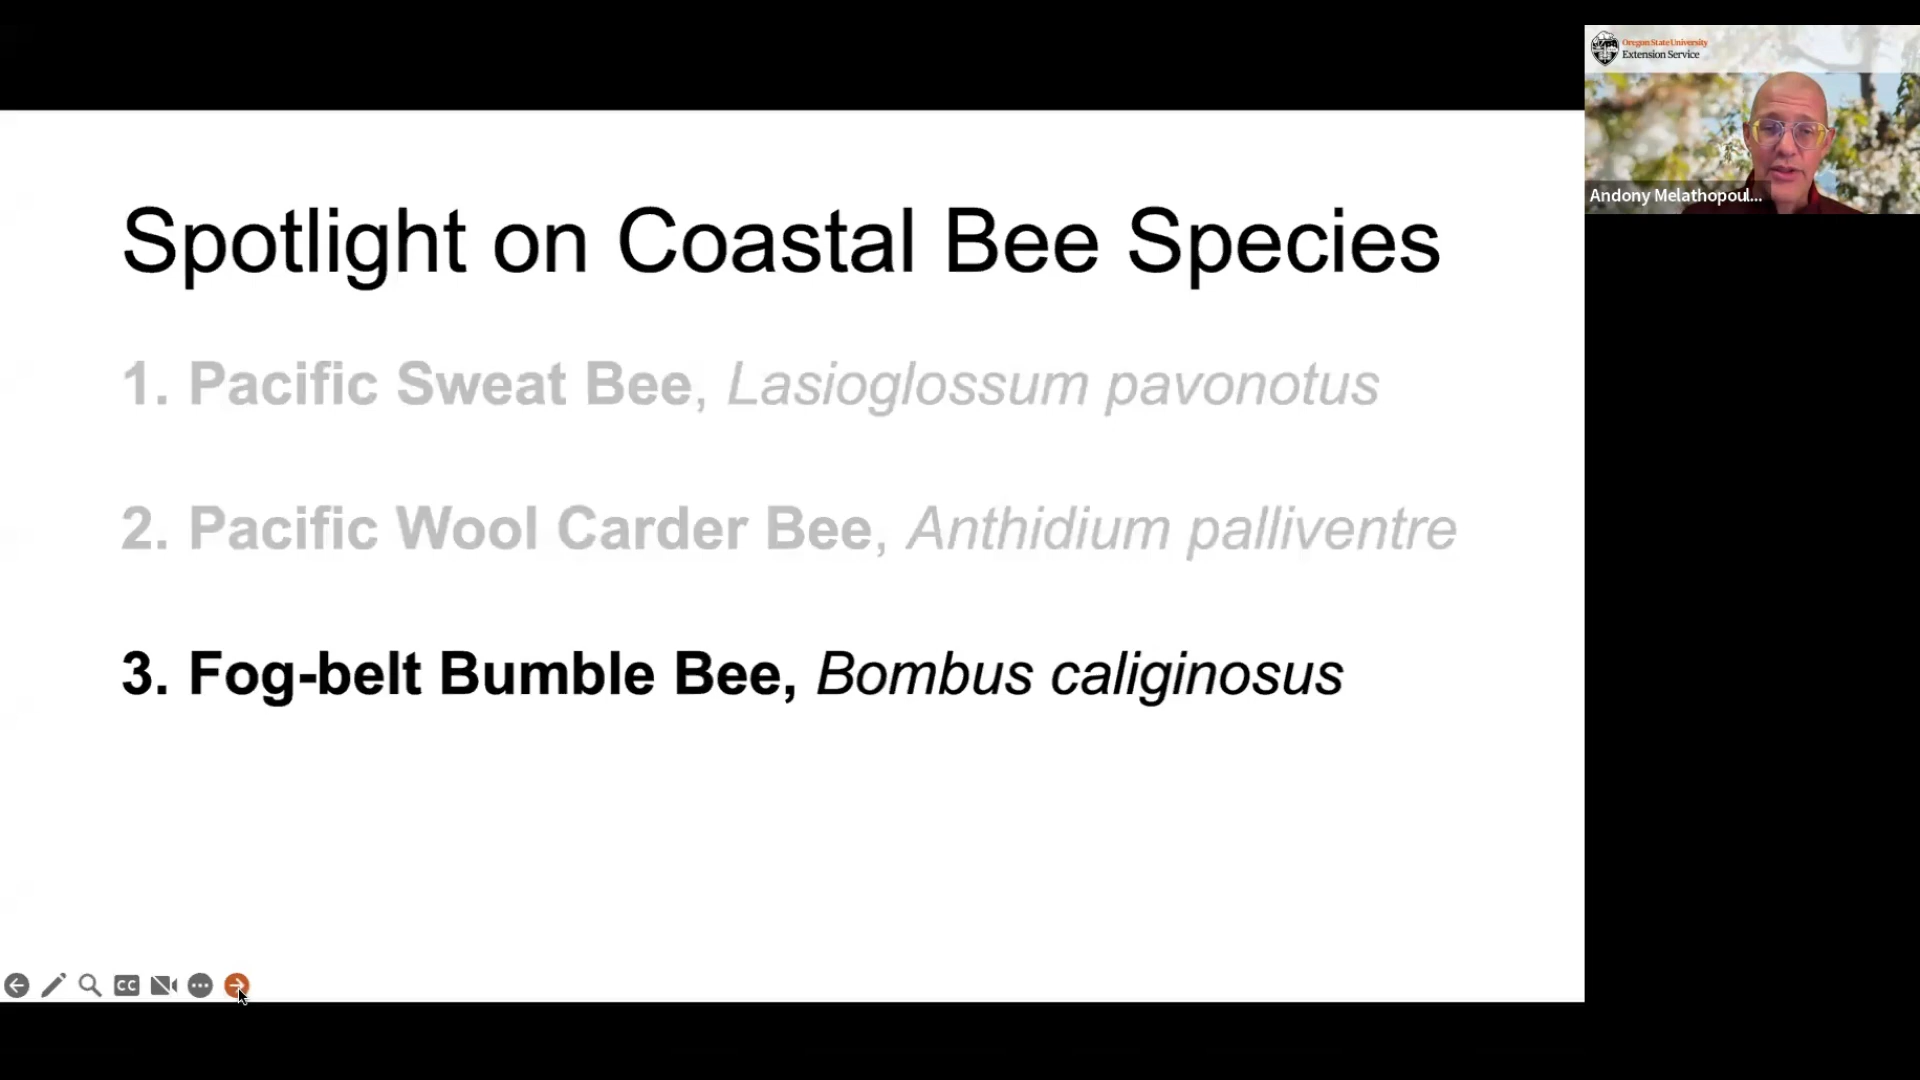 Oregon State University
Extension Service
Andony Melathopoul...
Spotlight on Coastal Bee Species
1. Pacific Sweat Bee, Lasioglossum pavonotus
2. Pacific Wool Carder Bee, Anthidium palliventre
3. Fog-belt Bumble Bee, Bombus caliginosus
CC